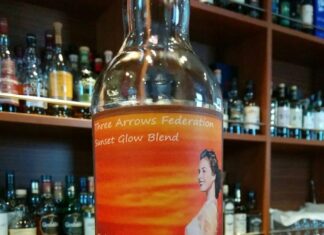 Three Arrows Federation
Sunset Glow Blend